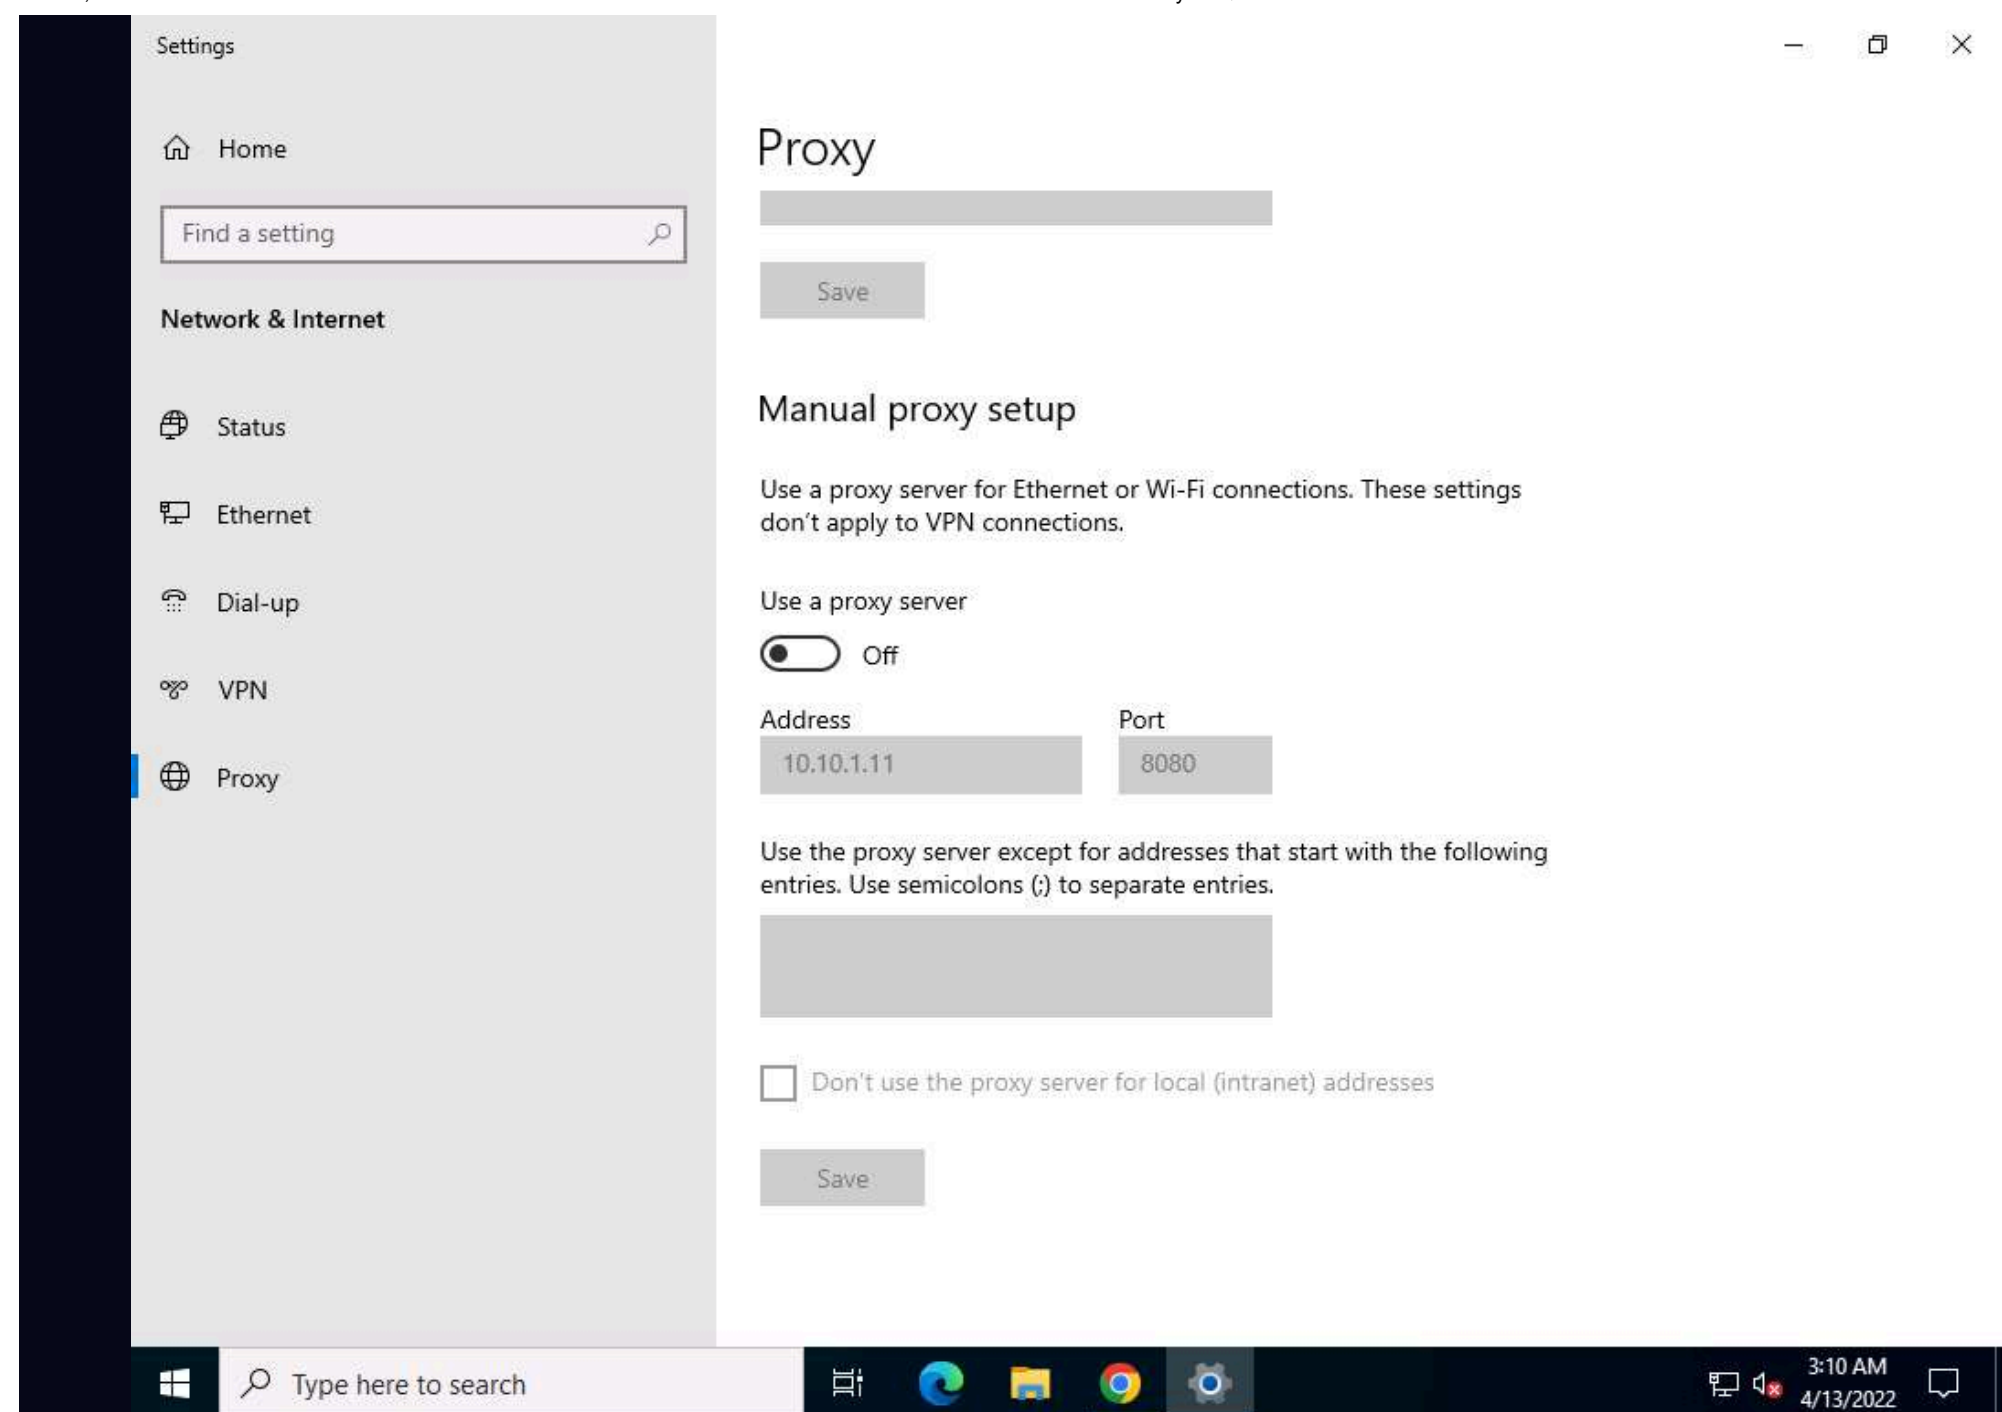 Settings
Home
Find a setting
Network & Internet
Status
Ethernet
Dial-up
VPN
Proxy
Proxy
Save
Manual proxy setup
Use a proxy server for Ethernet or Wi-Fi connections. These settings
don't apply to VPN connections.
Use a proxy server
Off
Address Port
10.10.1.11 8080
Use the proxy server except for addresses that start with the following
entries. Use semicolons (;) to separate entries.
Don't use the proxy server for local (intranet) addresses
Save
Type here to search
3:10 AM
4/13/2022